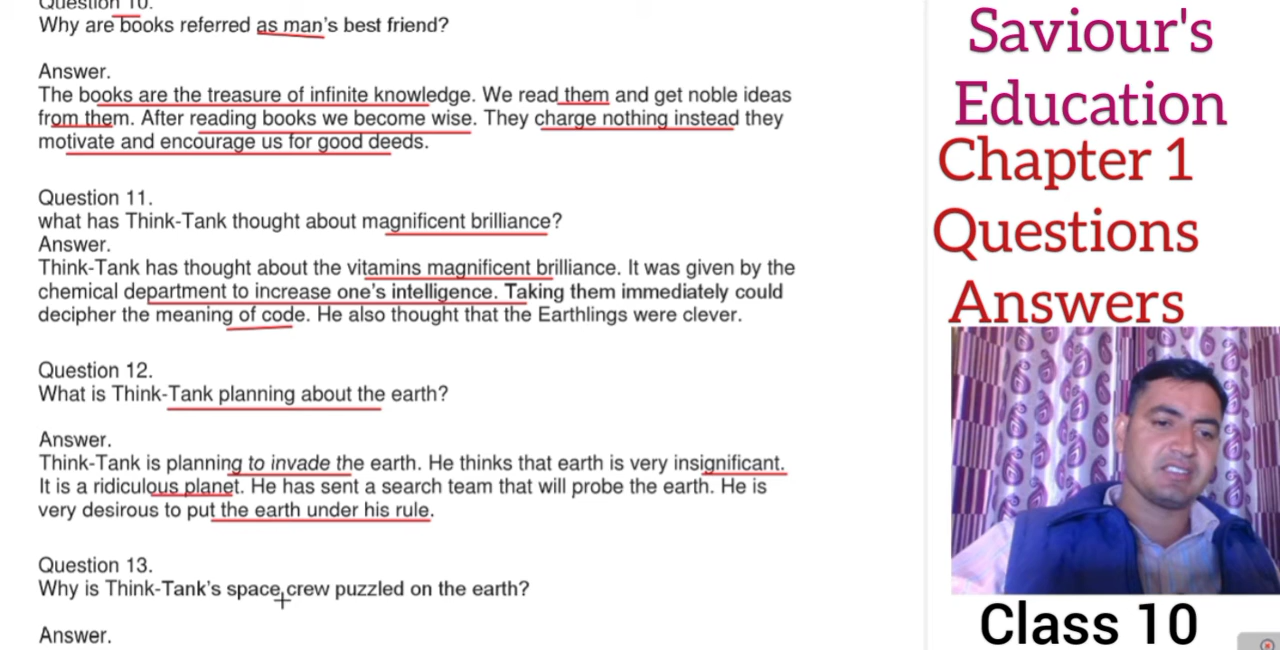 Question 10.
Why are books referred as man's best friend?
Answer.
The books are the treasure of infinite knowledge. We read them and get noble ideas
from them. After reading books we become wise. They charge nothing instead they
motivate and encourage us for good deeds.
Question 11.
what has Think-Tank thought about magnificent brilliance?
Answer.
Think-Tank has thought about the vitamins magnificent brilliance. It was given by the
chemical department to increase one's intelligence. Taking them immediately could
decipher the meaning of code. He also thought that the Earthlings were clever.
Question 12.
What is Think-Tank planning about the earth?
Answer.
Think-Tank is planning to invade the earth. He thinks that earth is very insignificant.
It is a ridiculous planet. He has sent a search team that will probe the earth. He is
very desirous to put the earth under his rule.
Question 13.
Why is Think-Tank's space crew puzzled on the earth?
Answer.
Saviour's
Education
Chapter 1
Questions
Answers
Class 10